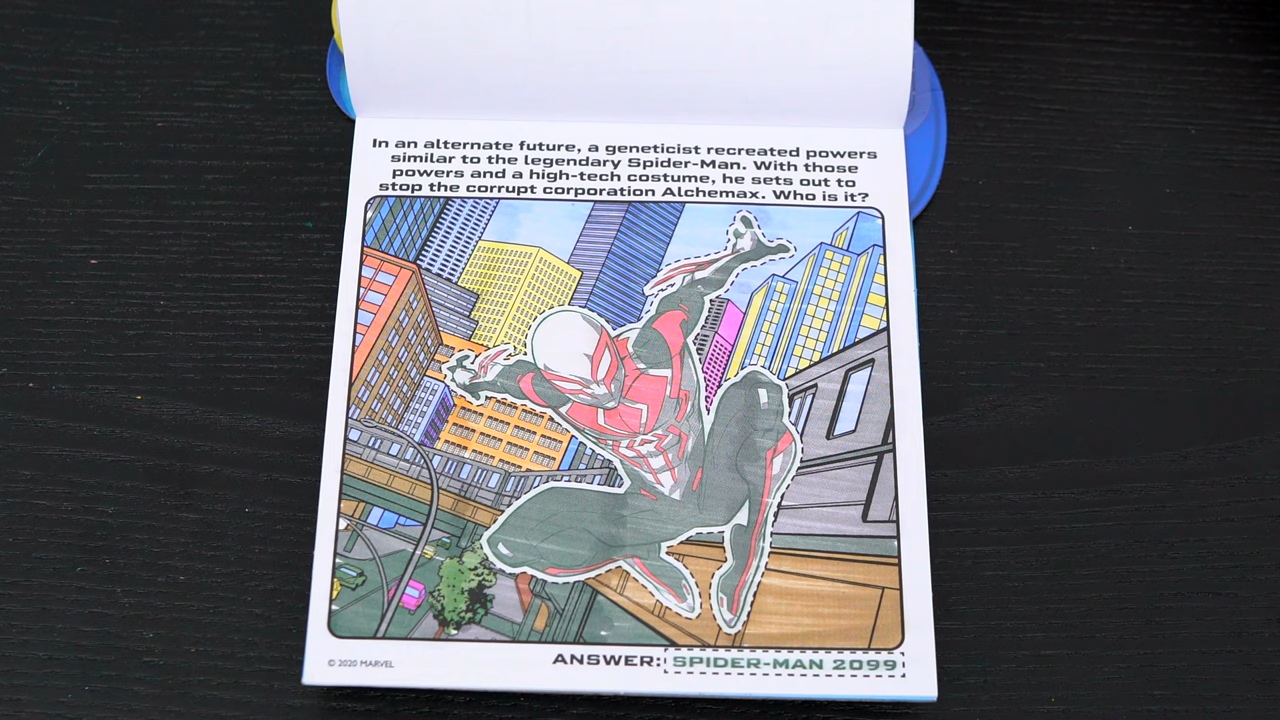 In an alternate future, a geneticist recreated powers
similar to the legendary Spider-Man. With those
powers and a high-tech costume, he sets out to
stop the corrupt corporation Alchemax. Who is it?
© 2020 MARVEL
ANSWER: SPIDER-MAN 2099